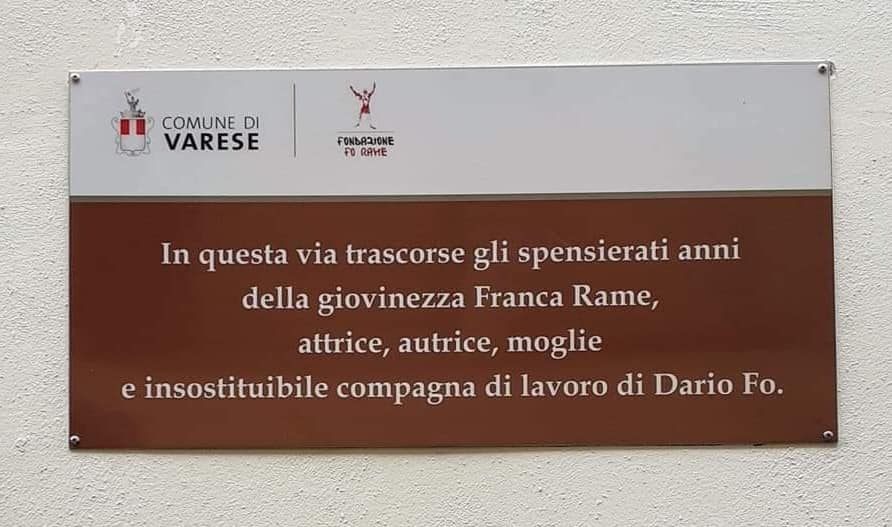 COMUNE DI
VARESE
FONDAZIONE
FO RAME
In questa via trascorse gli spensierati anni
della giovinezza Franca Rame,
attrice, autrice, moglie
e insostituibile compagna di lavoro di Dario Fo.